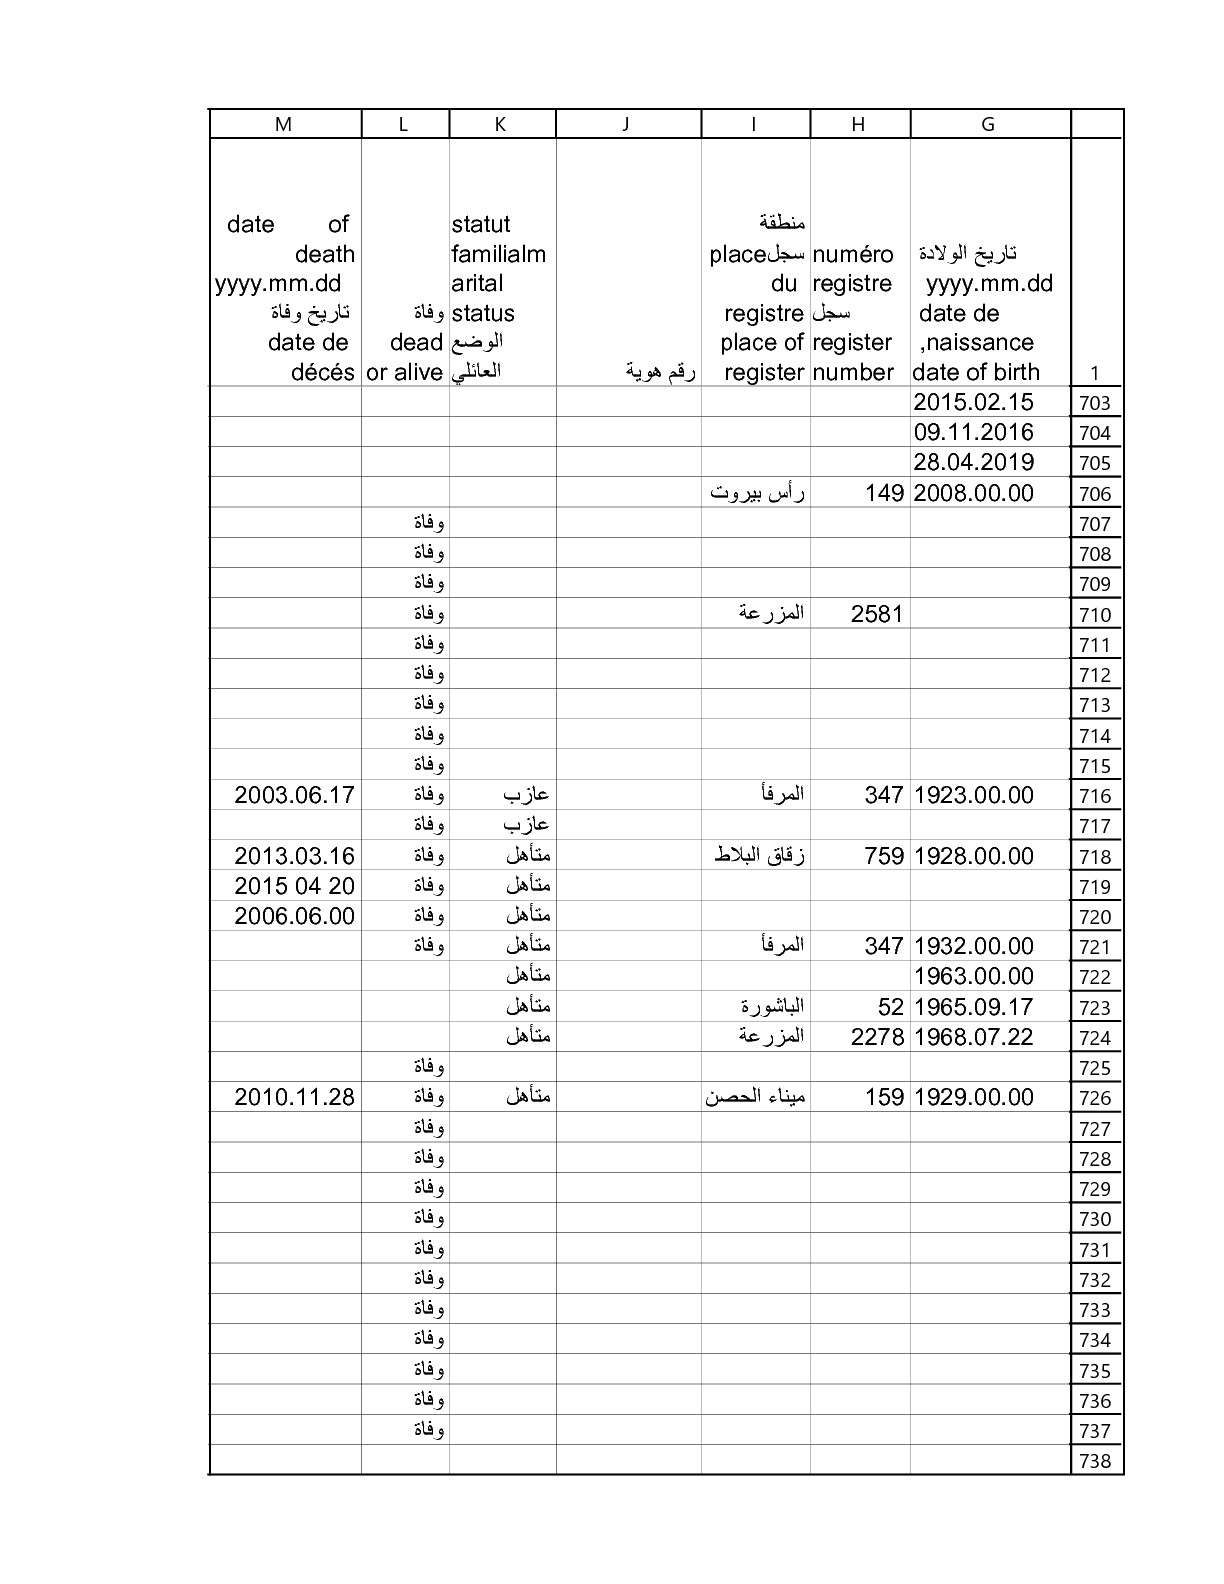 M L K J I H G
date of death yyyy.mm.dd تاريخ وفاة date de décés
وفاة dead or alive
statut familialmarital status الوضع العائلي
رقم هوية
منطقة سجلplace du registre place of register
numéro registre سجل register number
تاريخ الولادة yyyy.mm.dd date de naissance, date of birth
1
2015.02.15 703
09.11.2016 704
28.04.2019 705
رأس بيروت 149 2008.00.00 706
وفاة 707
وفاة 708
وفاة 709
وفاة المزرعة 2581 710
وفاة 711
وفاة 712
وفاة 713
وفاة 714
وفاة 715
2003.06.17 وفاة عازب المرفأ 347 1923.00.00 716
وفاة عازب 717
2013.03.16 وفاة متأهل زقاق البلاط 759 1928.00.00 718
2015 04 20 وفاة متأهل 719
2006.06.00 وفاة متأهل 720
وفاة متأهل المرفأ 347 1932.00.00 721
متأهل 1963.00.00 722
متأهل الباشورة 52 1965.09.17 723
متأهل المزرعة 2278 1968.07.22 724
وفاة 725
2010.11.28 وفاة متأهل ميناء الحصن 159 1929.00.00 726
وفاة 727
وفاة 728
وفاة 729
وفاة 730
وفاة 731
وفاة 732
وفاة 733
وفاة 734
وفاة 735
وفاة 736
وفاة 737
738